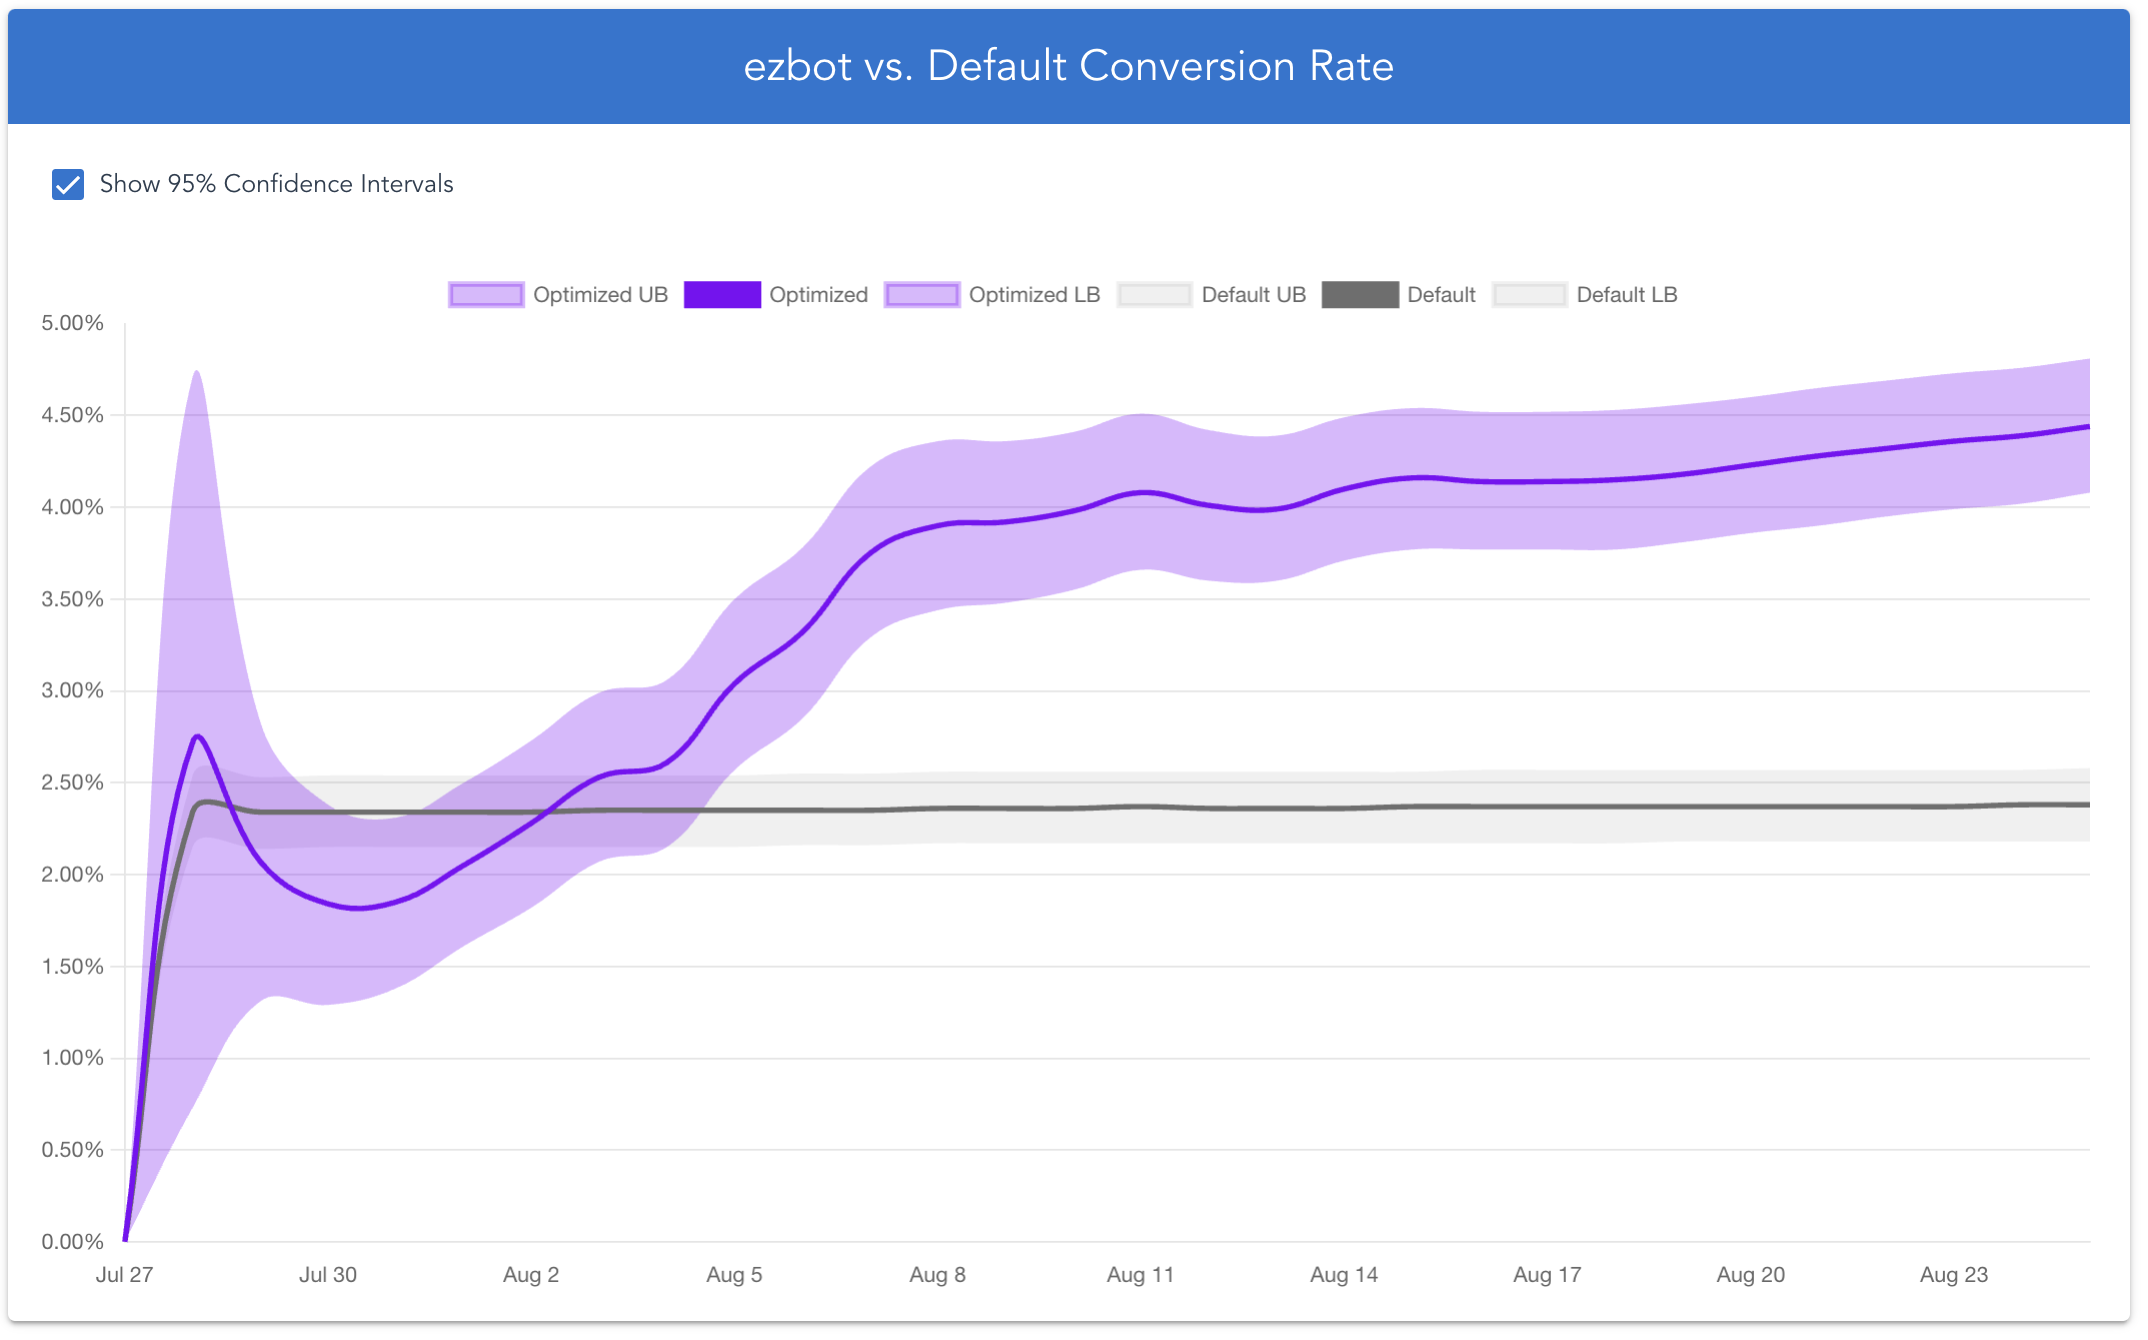 ezbot vs. Default Conversion Rate
Show 95% Confidence Intervals
Optimized UB Optimized Optimized LB Default UB Default Default LB
5.00%
4.50%
4.00%
3.50%
3.00%
2.50%
2.00%
1.50%
1.00%
0.50%
0.00%
Jul 27 Jul 30 Aug 2 Aug 5 Aug 8 Aug 11 Aug 14 Aug 17 Aug 20 Aug 23